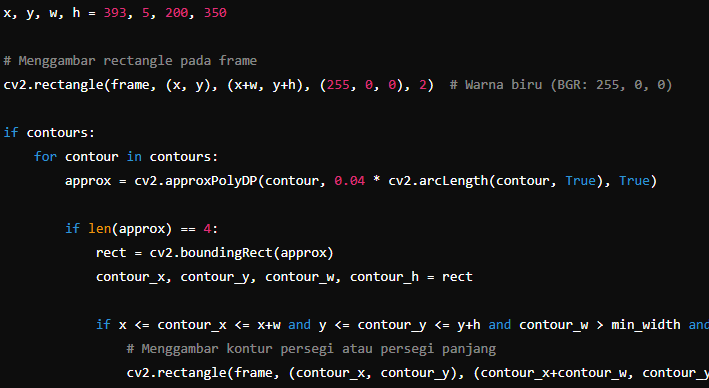 x, y, w, h = 393, 5, 200, 350
# Menggambar rectangle pada frame
cv2.rectangle(frame, (x, y), (x+w, y+h), (255, 0, 0), 2)  # Warna biru (BGR: 255, 0, 0)
if contours:
    for contour in contours:
        approx = cv2.approxPolyDP(contour, 0.04 * cv2.arcLength(contour, True), True)
        if len(approx) == 4:
            rect = cv2.boundingRect(approx)
            contour_x, contour_y, contour_w, contour_h = rect
            if x <= contour_x <= x+w and y <= contour_y <= y+h and contour_w > min_width and
                # Menggambar kontur persegi atau persegi panjang
                cv2.rectangle(frame, (contour_x, contour_y), (contour_x+contour_w, contour_y